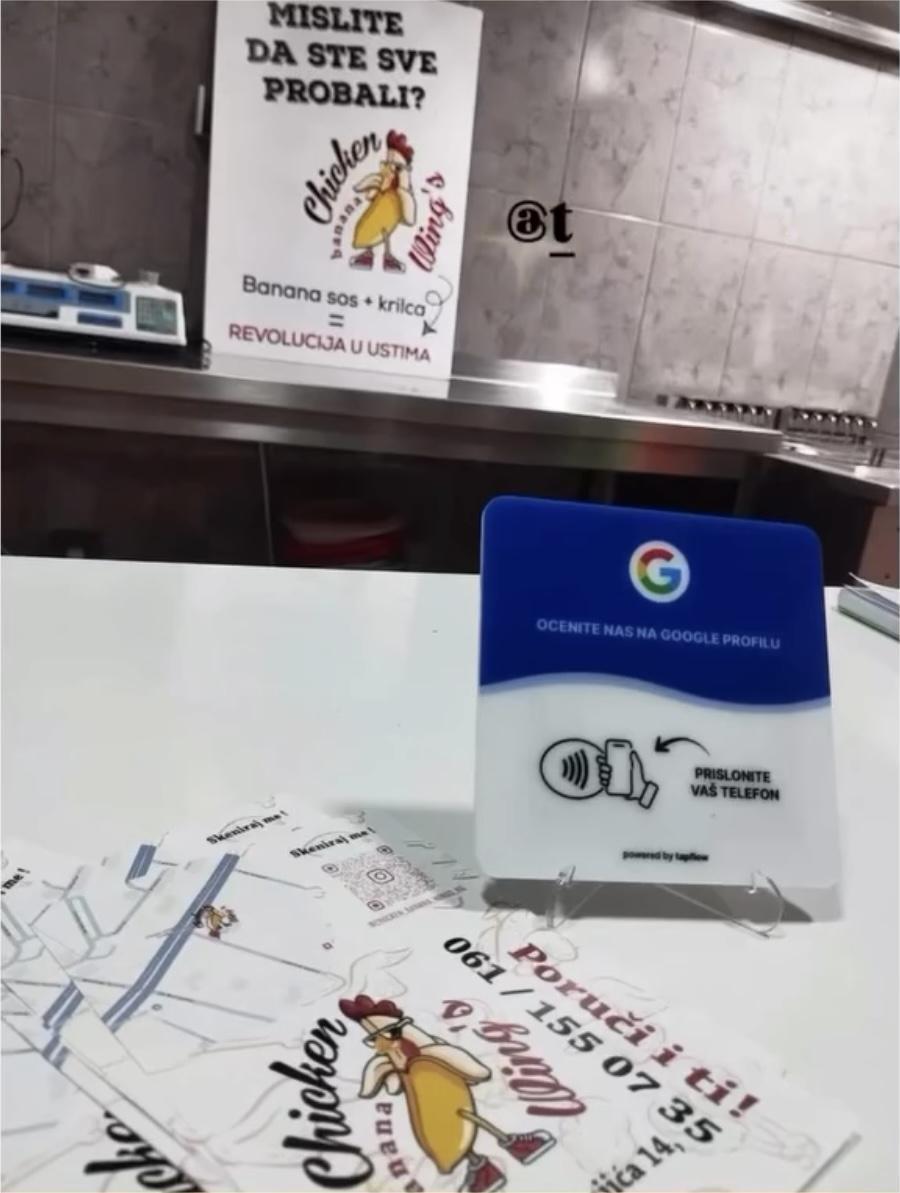 MISLITE
DA STE SVE
PROBALI?
Chicken
banana
Wing's
Banana sos + krilca
=
REVOLUCIJA U USTIMA
@t
G
OCENITE NAS NA GOOGLE PROFILU
PRISLONITE
VAŠ TELEFON
powered by tapflow
me !
Skeniraj me !
Skeniraj me !
Poruči i ti!
061 / 155 07 35
Chicken
Wing's